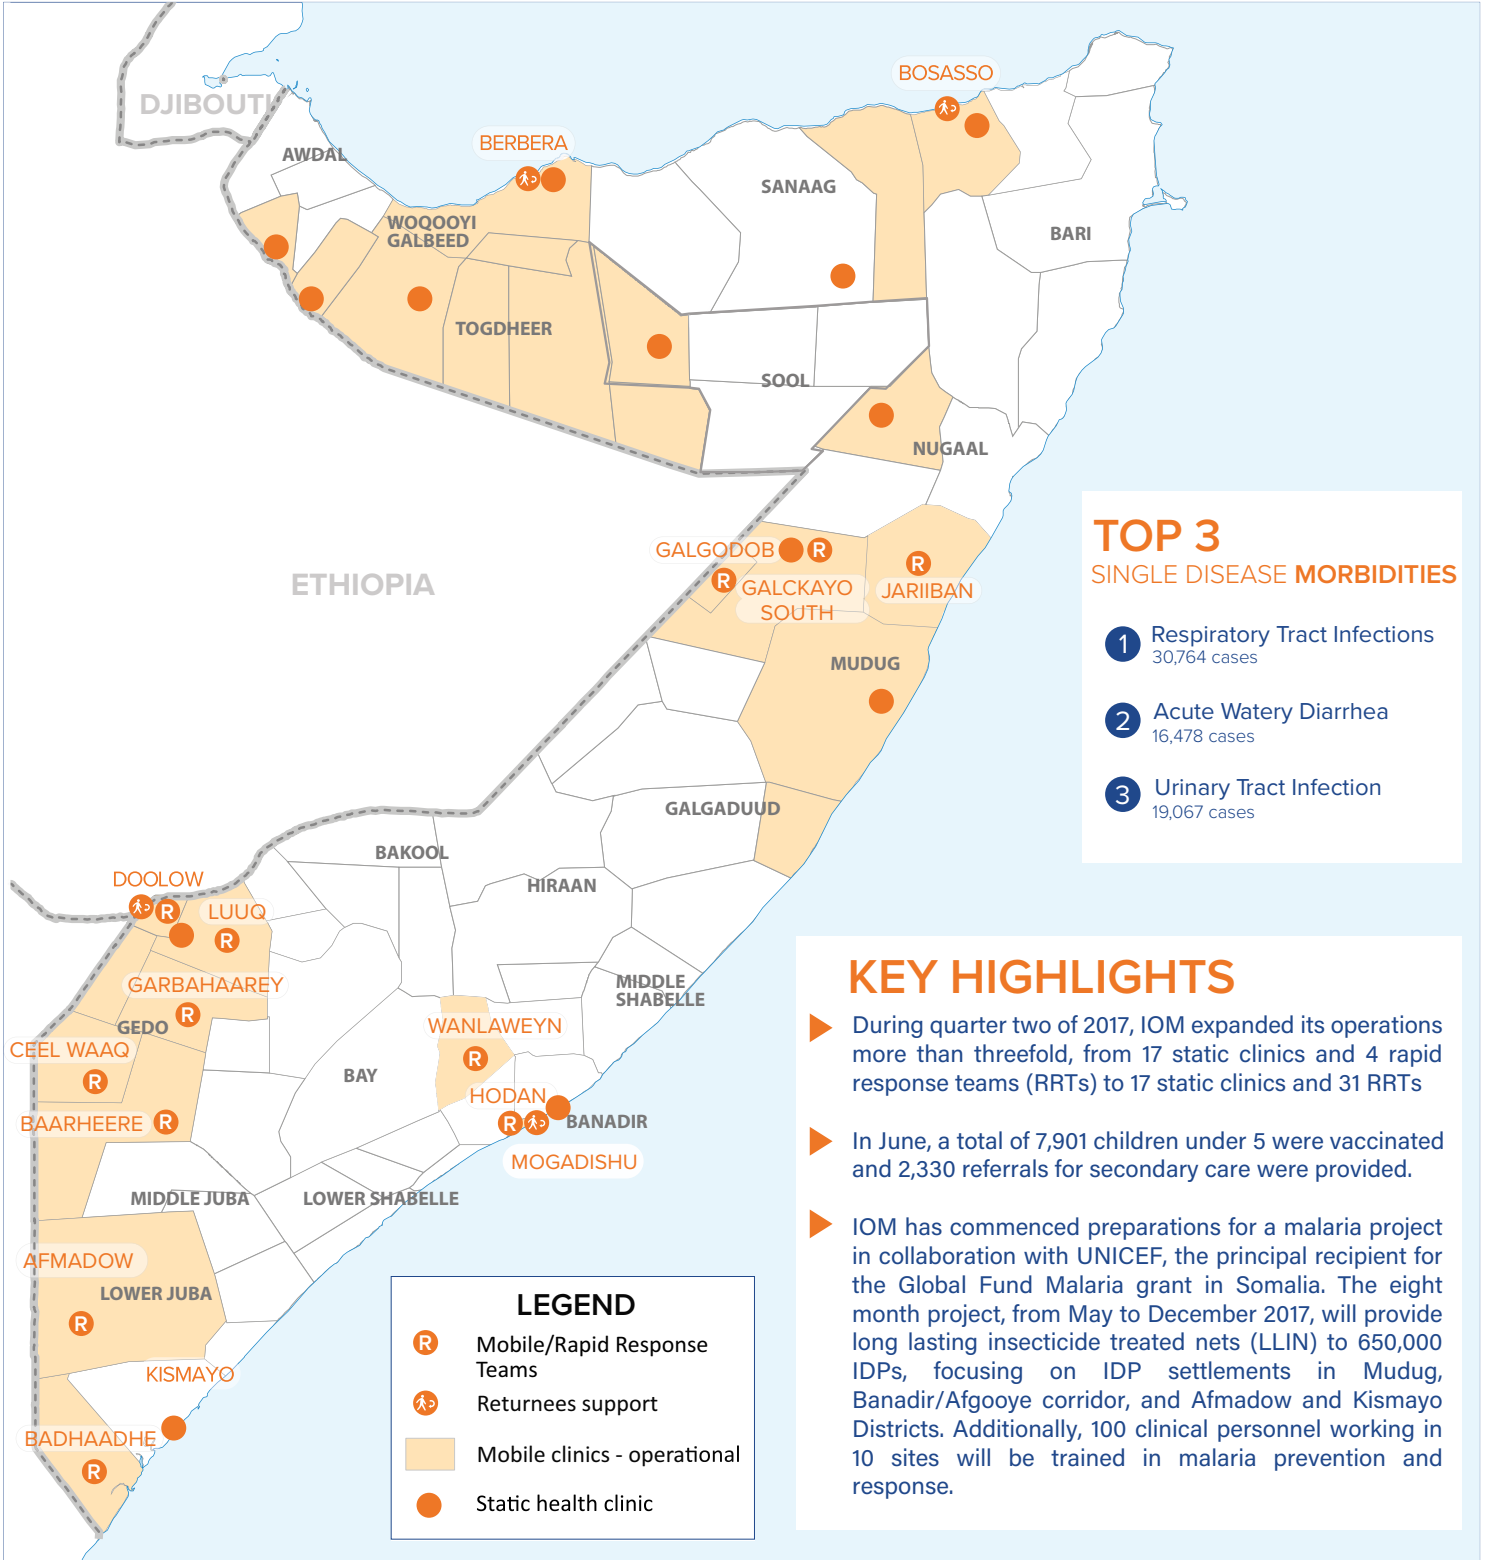 DJIBOUTI
BOSASSO
BERBERA
AWDAL
SANAAG
WOQOOYI
GALBEED
BARI
TOGDHEER
SOOL
NUGAAL
ETHIOPIA
GALGODOB
R
R
GALCKAYO
SOUTH
R
JARIIBAN
MUDUG
GALGADUUD
BAKOOL
HIRAAN
DOOLOW
R
LUUQ
R
GARBAHAAREY
R
GEDO
MIDDLE
SHABELLE
CEEL WAAQ
R
WANLAWEYN
R
BAY
HODAN
BAARHEERE
R
R
BANADIR
MOGADISHU
MIDDLE JUBA
LOWER SHABELLE
AFMADOW
LOWER JUBA
R
KISMAYO
BADHAADHE
R
TOP 3
SINGLE DISEASE MORBIDITIES
1
Respiratory Tract Infections
30,764 cases
2
Acute Watery Diarrhea
16,478 cases
3
Urinary Tract Infection
19,067 cases
KEY HIGHLIGHTS
During quarter two of 2017, IOM expanded its operations
more than threefold, from 17 static clinics and 4 rapid
response teams (RRTs) to 17 static clinics and 31 RRTs
In June, a total of 7,901 children under 5 were vaccinated
and 2,330 referrals for secondary care were provided.
IOM has commenced preparations for a malaria project
in collaboration with UNICEF, the principal recipient for
the Global Fund Malaria grant in Somalia. The eight
month project, from May to December 2017, will provide
long lasting insecticide treated nets (LLIN) to 650,000
IDPs, focusing on IDP settlements in Mudug,
Banadir/Afgooye corridor, and Afmadow and Kismayo
Districts. Additionally, 100 clinical personnel working in
10 sites will be trained in malaria prevention and
response.
LEGEND
R
Mobile/Rapid Response
Teams
Returnees support
Mobile clinics - operational
Static health clinic